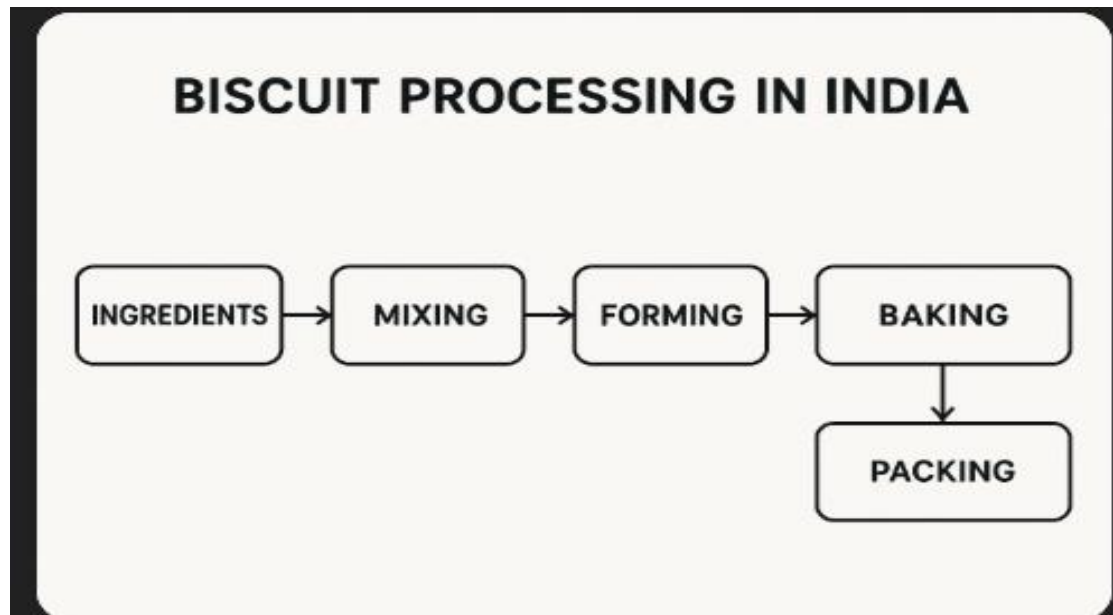 BISCUIT PROCESSING IN INDIA
INGREDIENTS
MIXING
FORMING
BAKING
PACKING